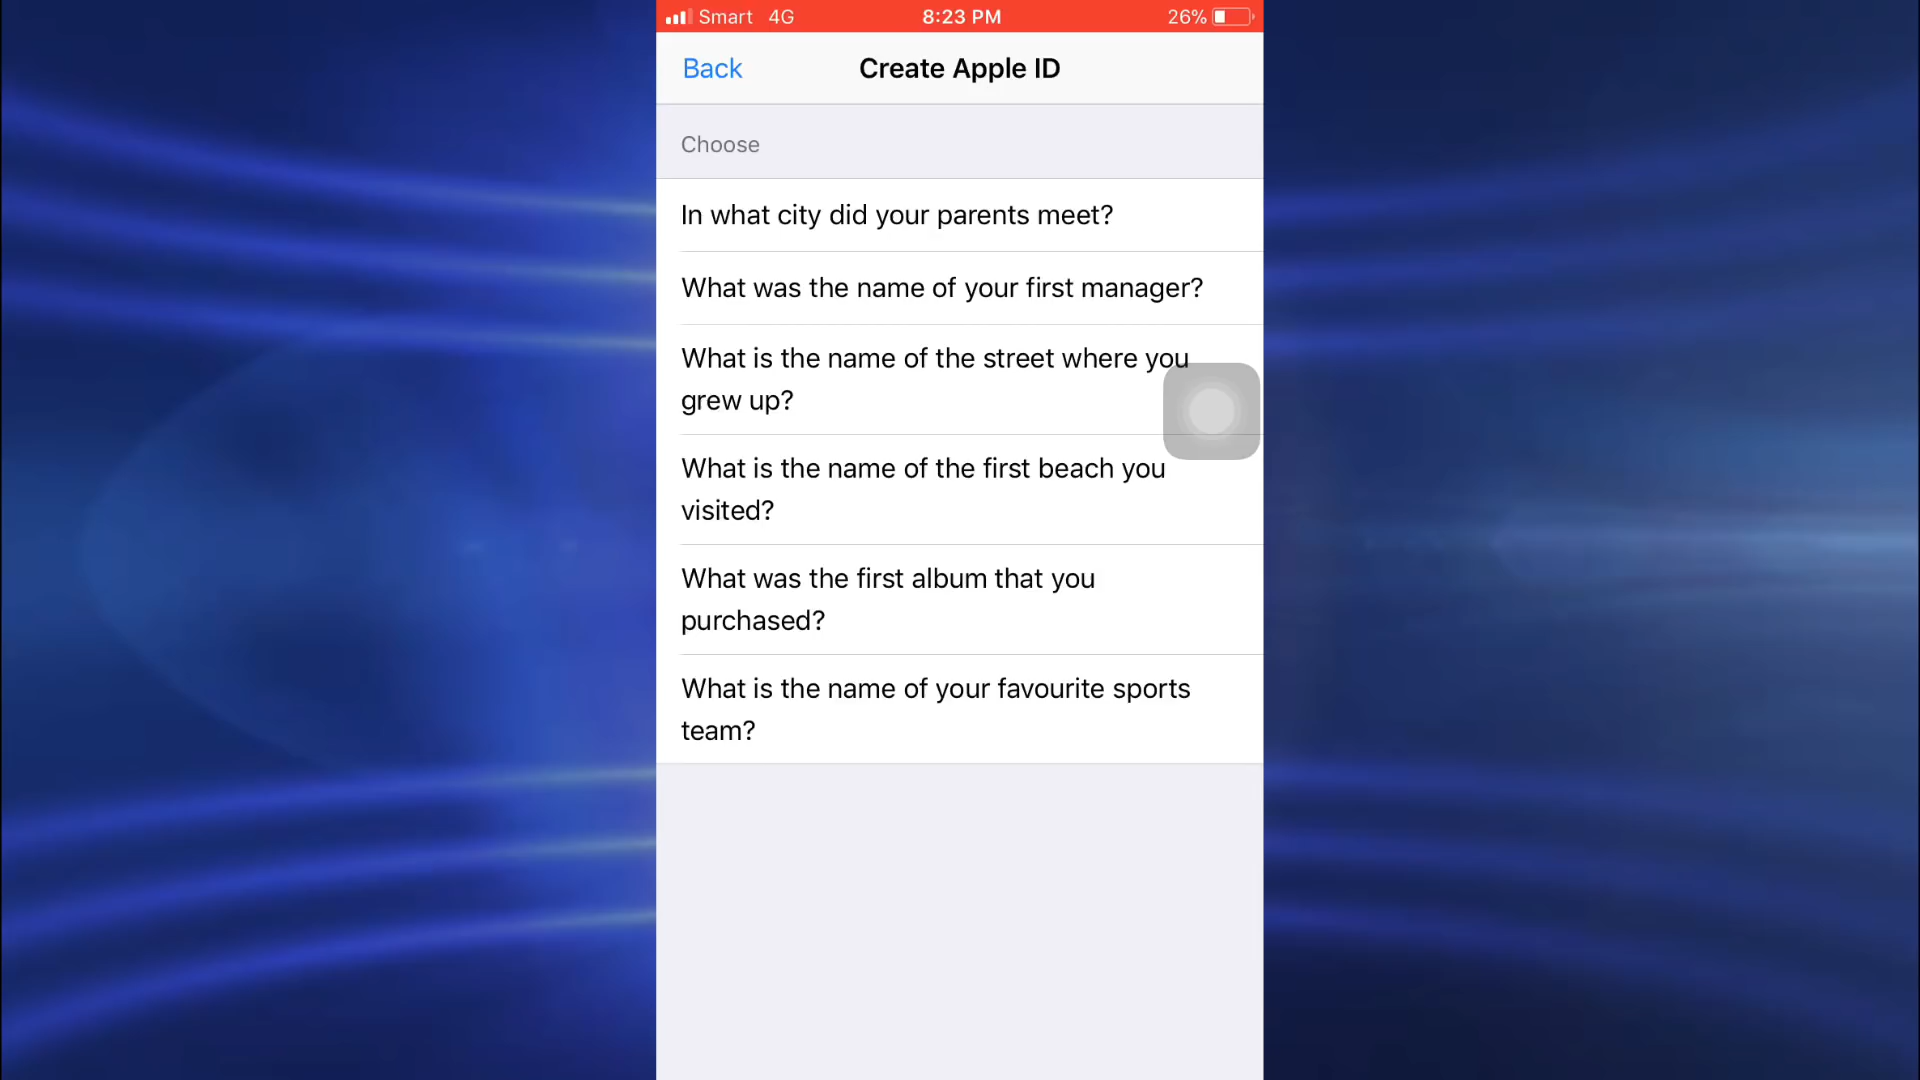 Smart 4G 8:23 PM 26%
Back Create Apple ID
Choose
In what city did your parents meet?
What was the name of your first manager?
What is the name of the street where you
grew up?
What is the name of the first beach you
visited?
What was the first album that you
purchased?
What is the name of your favourite sports
team?